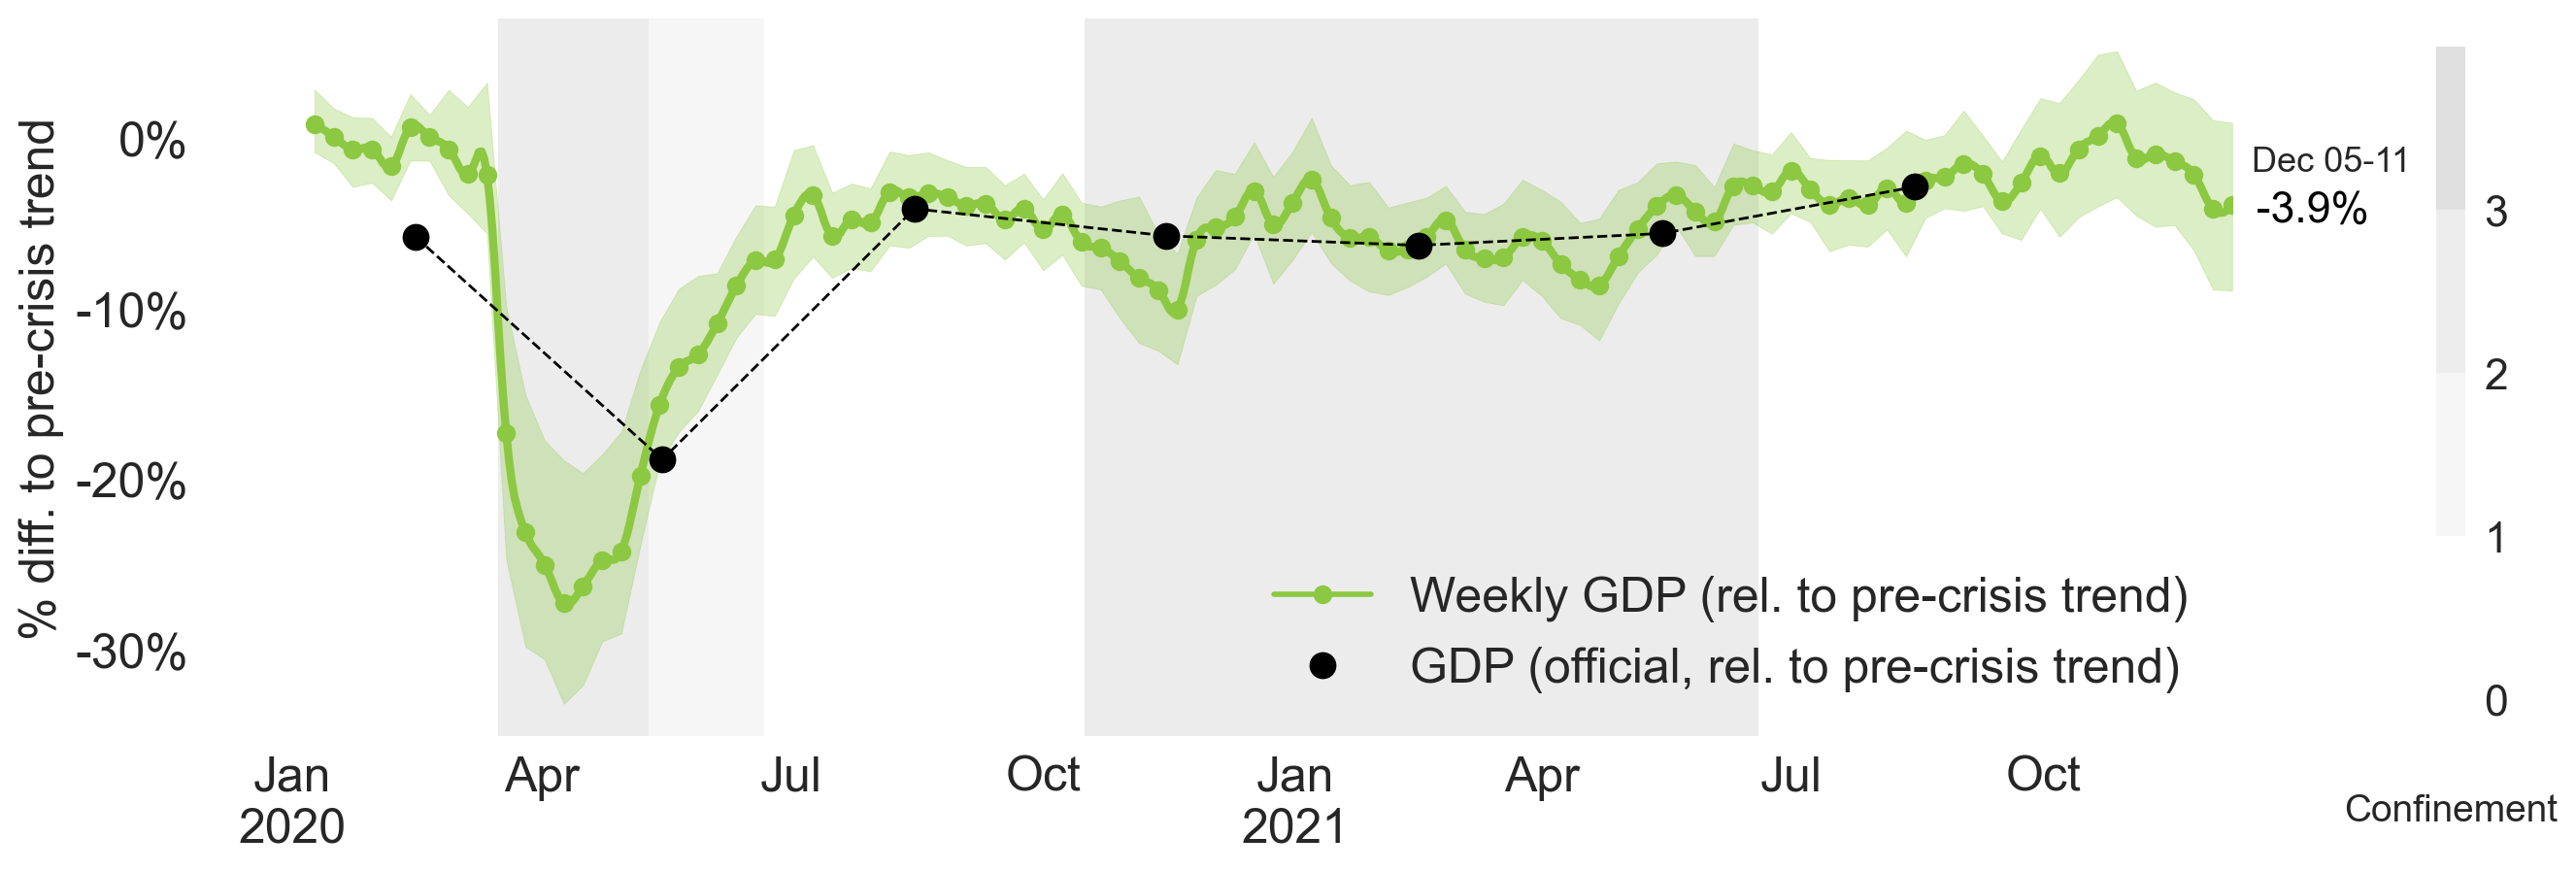 % diff. to pre-crisis trend
0%
-10%
-20%
-30%
Jan
2020
Apr
Jul
Oct
Jan
2021
Apr
Jul
Oct
Dec 05-11
-3.9%
Weekly GDP (rel. to pre-crisis trend)
GDP (official, rel. to pre-crisis trend)
3
2
1
0
Confinement